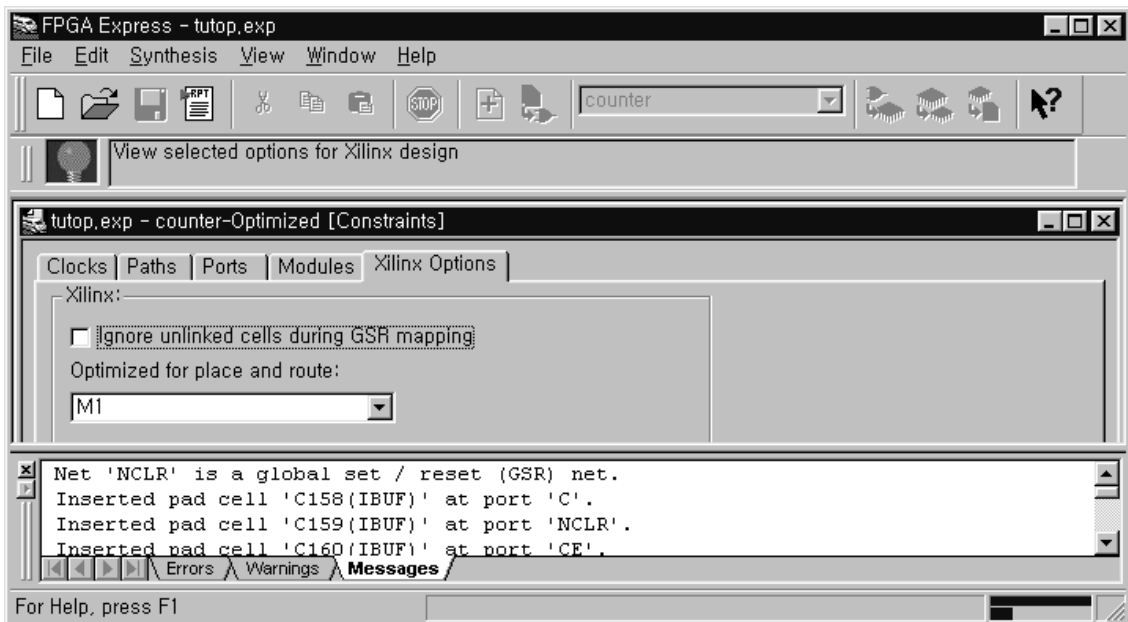 FPGA Express - tutop.exp
File Edit Synthesis View Window Help
RPT STOP counter ?
View selected options for Xilinx design
tutop.exp - counter-Optimized [Constraints]
Clocks Paths Ports Modules Xilinx Options
Xilinx:
Ignore unlinked cells during GSR mapping
Optimized for place and route:
M1
Net 'NCLR' is a global set / reset (GSR) net.
Inserted pad cell 'C158(IBUF)' at port 'C'.
Inserted pad cell 'C159(IBUF)' at port 'NCLR'.
Inserted pad cell 'C160(IBUF)' at port 'CE'.
Errors Warnings Messages
For Help, press F1